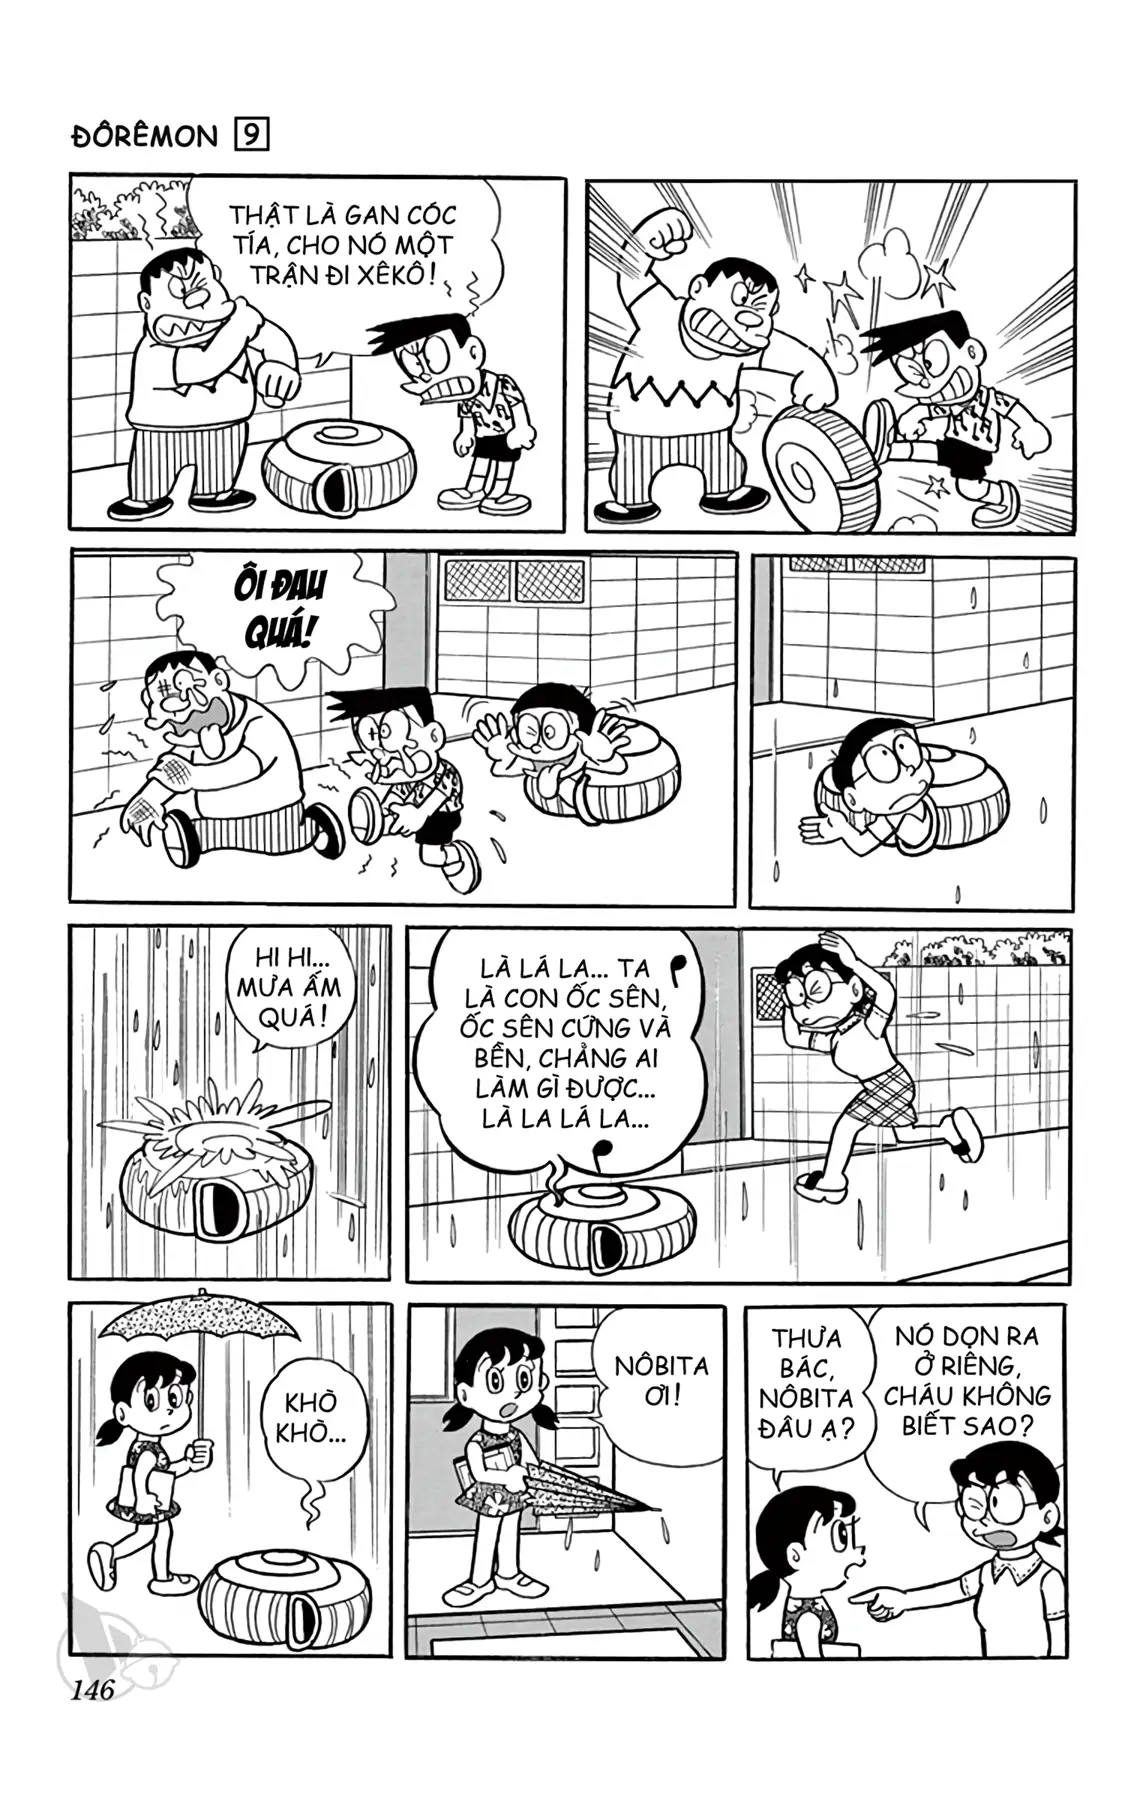 ĐÔRÊMON 9
THẬT LÀ GAN CÓC
TÍA, CHO NÓ MỘT
TRẬN ĐI XÊKÔ!
ÔI ĐAU
QUÁ!
HI HI...
MƯA ẤM
QUÁ!
LÀ LÁ LA... TA
LÀ CON ỐC SÊN,
ỐC SÊN CỨNG VÀ
BỀN, CHẲNG AI
LÀM GÌ ĐƯỢC...
LÀ LA LÁ LA...
KHÒ
KHÒ...
NÔBITA
ƠI!
THƯA
BÁC,
NÔBITA
ĐÂU Ạ?
NÓ DỌN RA
Ở RIÊNG,
CHÁU KHÔNG
BIẾT SAO?
146